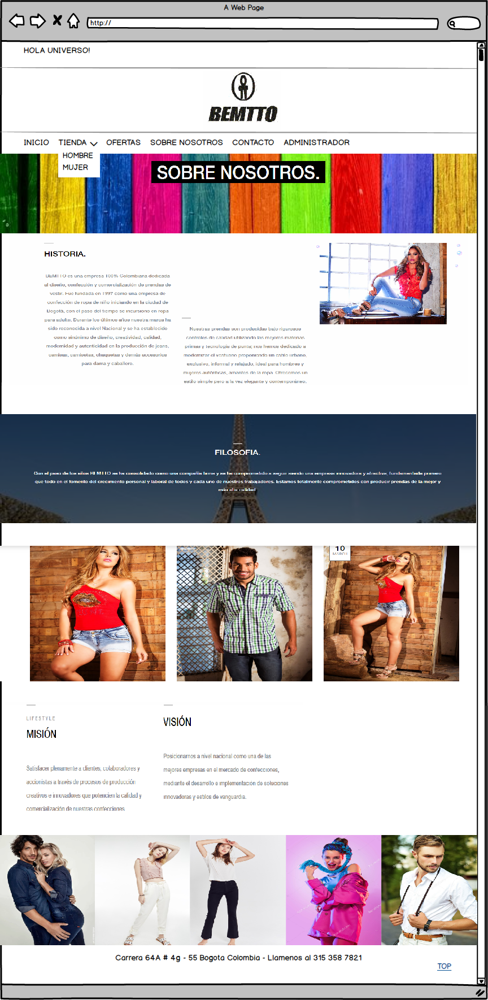 A Web Page
http://
HOLA UNIVERSO!
BEMTTO
INICIO TIENDA OFERTAS SOBRE NOSOTROS CONTACTO ADMINISTRADOR
HOMBRE
MUJER
SOBRE NOSOTROS.
HISTORIA.
BEMTTO es una empresa 100% Colombiana dedicada
al diseño, confección y comercialización de prendas de
vestir. Fue fundada en 1997 como una empresa de
confección de ropa de niño iniciando en la ciudad de
Bogotá, con el paso del tiempo se incursiono en ropa
para adulto. Durante los últimos años nuestra marca ha
sido reconocida a nivel Nacional y se ha establecido
como sinónimo de diseño, creatividad, calidad,
modernidad y autenticidad en la producción de jeans,
camisas, camisetas, chaquetas y demás accesorios
para dama y caballero.
Nuestras prendas son producidas bajo rigurosos
controles de calidad utilizando las mejores materias
primas y tecnología de punta; nos hemos dedicado a
modernizar el vestuario proponiendo un estilo urbano,
exclusivo, informal y relajado, ideal para hombres y
mujeres auténticas, amantes de la ropa. Ofrecemos un
estilo simple pero a la vez elegante y contemporáneo.
FILOSOFIA.
Con el paso de los años BEMTTO se ha consolidado como una compañía firme y se ha comprometido a seguir siendo una empresa innovadora y atractiva, fundamentada primero
que todo en el fomento del crecimiento personal y laboral de todos y cada uno de nuestros trabajadores. Estamos totalmente comprometidos con producir prendas de la mejor y
más alta calidad
10
MARCH
LIFESTYLE
MISIÓN
Satisfacer plenamente a clientes, colaboradores y
accionistas a través de procesos de producción
creativos e innovadores que potencien la calidad y
comercialización de nuestras confecciones
VISIÓN
Posicionarnos a nivel nacional como una de las
mejores empresas en el mercado de confecciones,
mediante el desarrollo e implementación de soluciones
innovadoras y estilos de vanguardia.
Carrera 64A # 4g - 55 Bogota Colombia - Llamenos al 315 358 7821
TOP